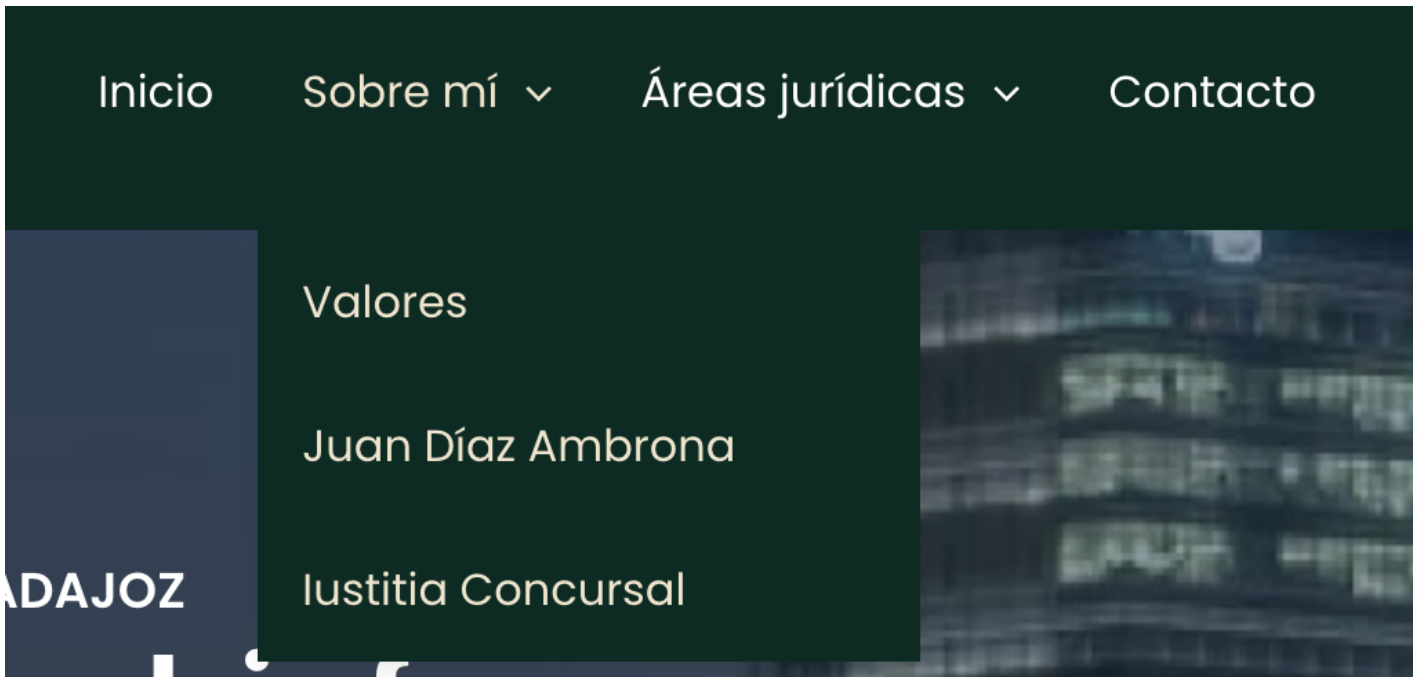 Inicio Sobre mí Áreas jurídicas Contacto
Valores
Juan Díaz Ambrona
Iustitia Concursal
ADAJOZ